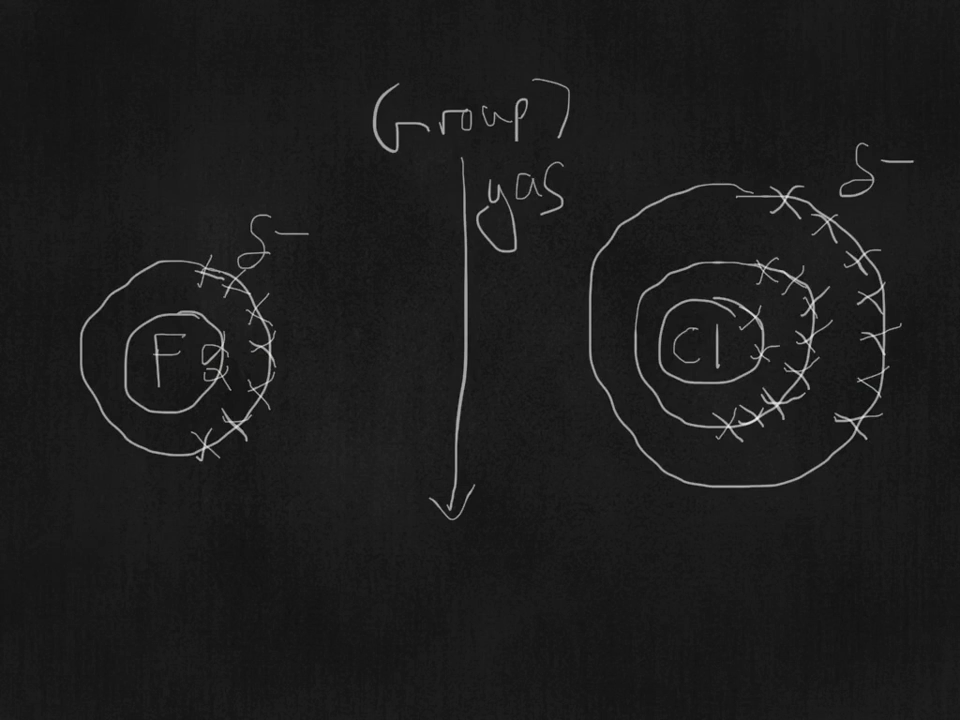 Group 7
gas
δ-
δ-
F
Cl